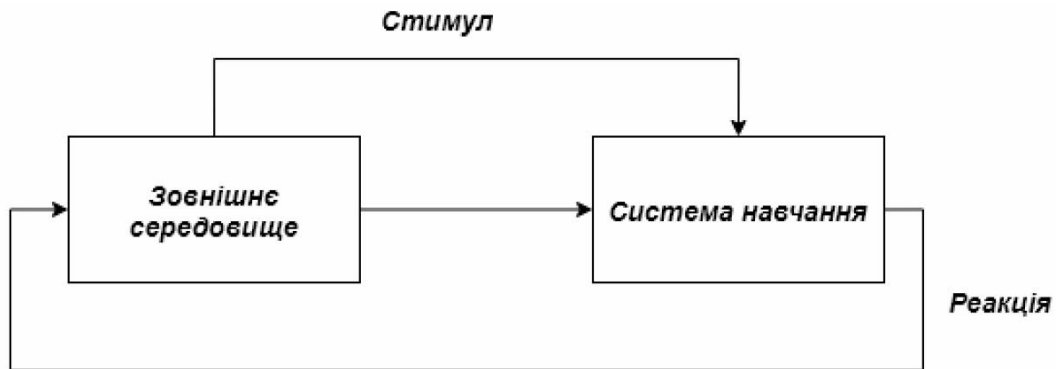 Стимул
Зовнішнє
середовище
Система навчання
Реакція